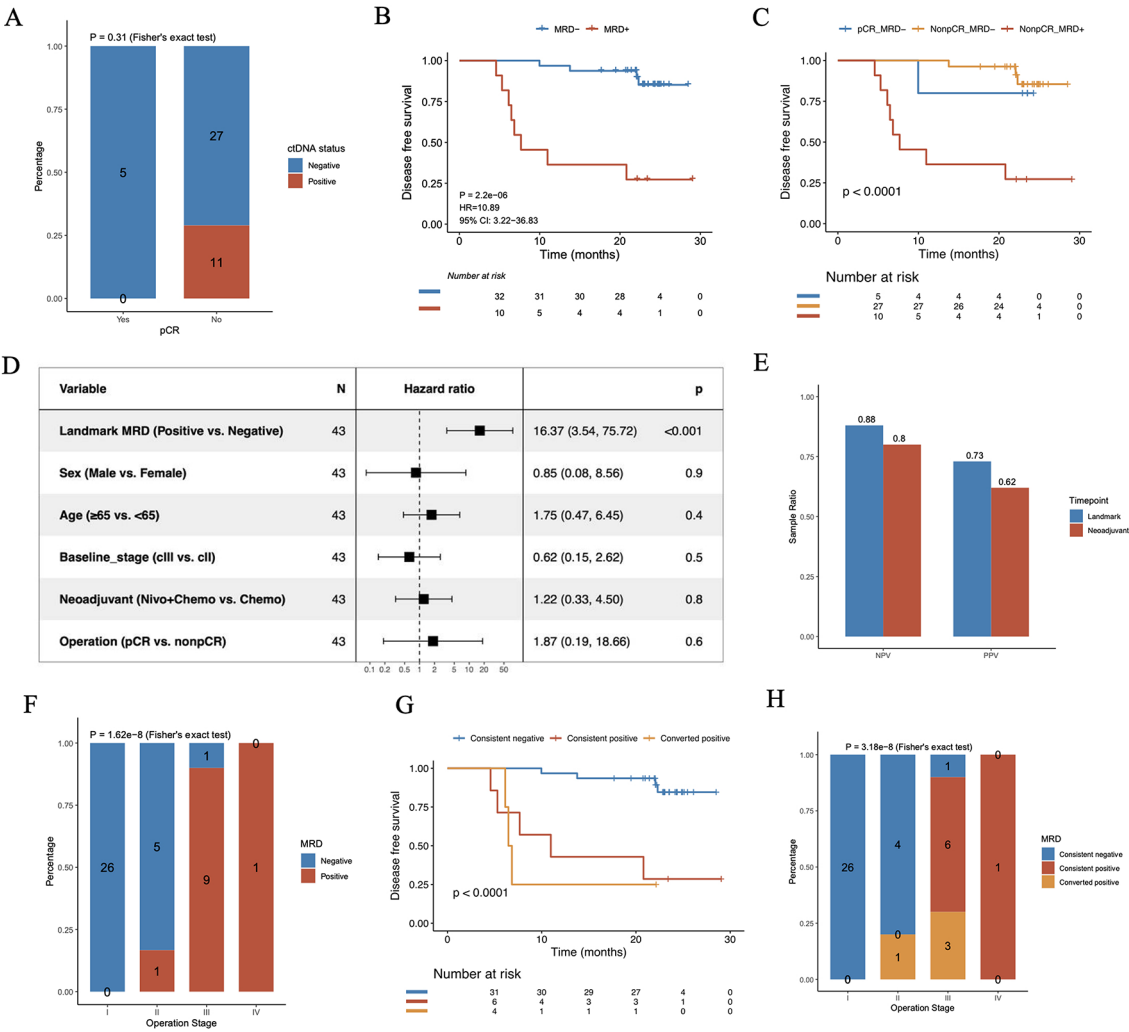 A
P = 0.31 (Fisher's exact test)
1.00
0.75
0.50
0.25
0.00
Percentage
5
0
27
11
Yes
No
pCR
ctDNA status
Negative
Positive
B
MRD− MRD+
1.00
0.75
0.50
0.25
0.00
Disease free survival
P = 2.2e−06
HR=10.89
95% CI: 3.22−36.83
0 10 20 30
Time (months)
Number at risk
32 31 30 28 4 0
10 5 4 4 1 0
C
pCR_MRD− NonpCR_MRD− NonpCR_MRD+
1.00
0.75
0.50
0.25
0.00
Disease free survival
p < 0.0001
0 10 20 30
Time (months)
Number at risk
5 4 4 4 0 0
27 27 26 24 4 0
10 5 4 4 1 0
D
Variable N Hazard ratio p
Landmark MRD (Positive vs. Negative) 43 16.37 (3.54, 75.72) <0.001
Sex (Male vs. Female) 43 0.85 (0.08, 8.56) 0.9
Age (≥65 vs. <65) 43 1.75 (0.47, 6.45) 0.4
Baseline_stage (cIII vs. cII) 43 0.62 (0.15, 2.62) 0.5
Neoadjuvant (Nivo+Chemo vs. Chemo) 43 1.22 (0.33, 4.50) 0.8
Operation (pCR vs. nonpCR) 43 1.87 (0.19, 18.66) 0.6
0.1 0.2 0.5 1 2 5 10 20 50
E
1.00
0.75
0.50
0.25
0.00
Sample Ratio
0.88
0.8
0.73
0.62
NPV
PPV
Timepoint
Landmark
Neoadjuvant
F
P = 1.62e−8 (Fisher's exact test)
1.00
0.75
0.50
0.25
0.00
Percentage
26
0
5
1
1
9
0
1
I II III IV
Operation Stage
MRD
Negative
Positive
G
Consistent negative Consistent positive Converted positive
1.00
0.75
0.50
0.25
0.00
Disease free survival
p < 0.0001
0 10 20 30
Time (months)
Number at risk
31 30 29 27 4 0
6 4 3 3 1 0
4 1 1 1 0 0
H
P = 3.18e−8 (Fisher's exact test)
1.00
0.75
0.50
0.25
0.00
Percentage
26
0
4
0
1
1
6
3
0
1
0
I II III IV
Operation Stage
MRD
Consistent negative
Consistent positive
Converted positive